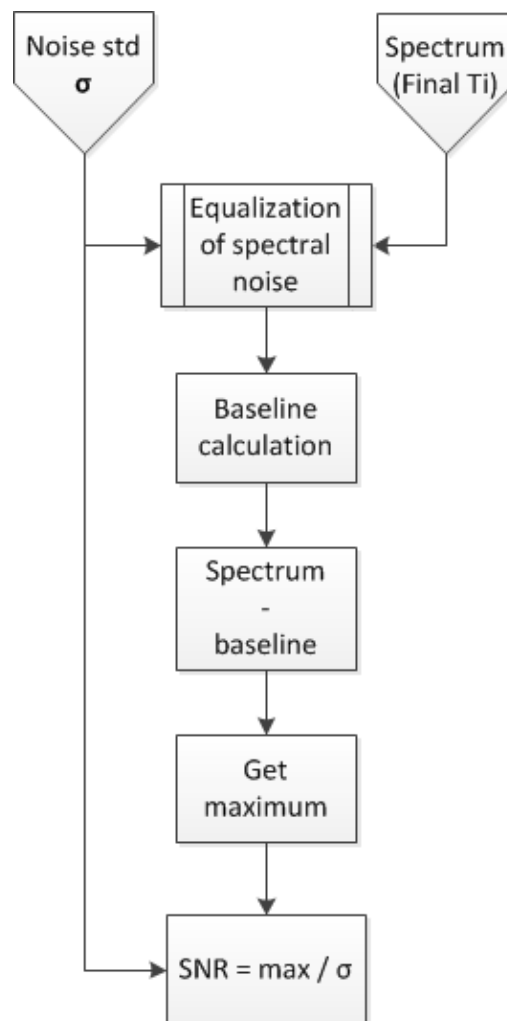 Noise std
σ
Spectrum
(Final Ti)
Equalization
of spectral
noise
Baseline
calculation
Spectrum
-
baseline
Get
maximum
SNR = max / σ